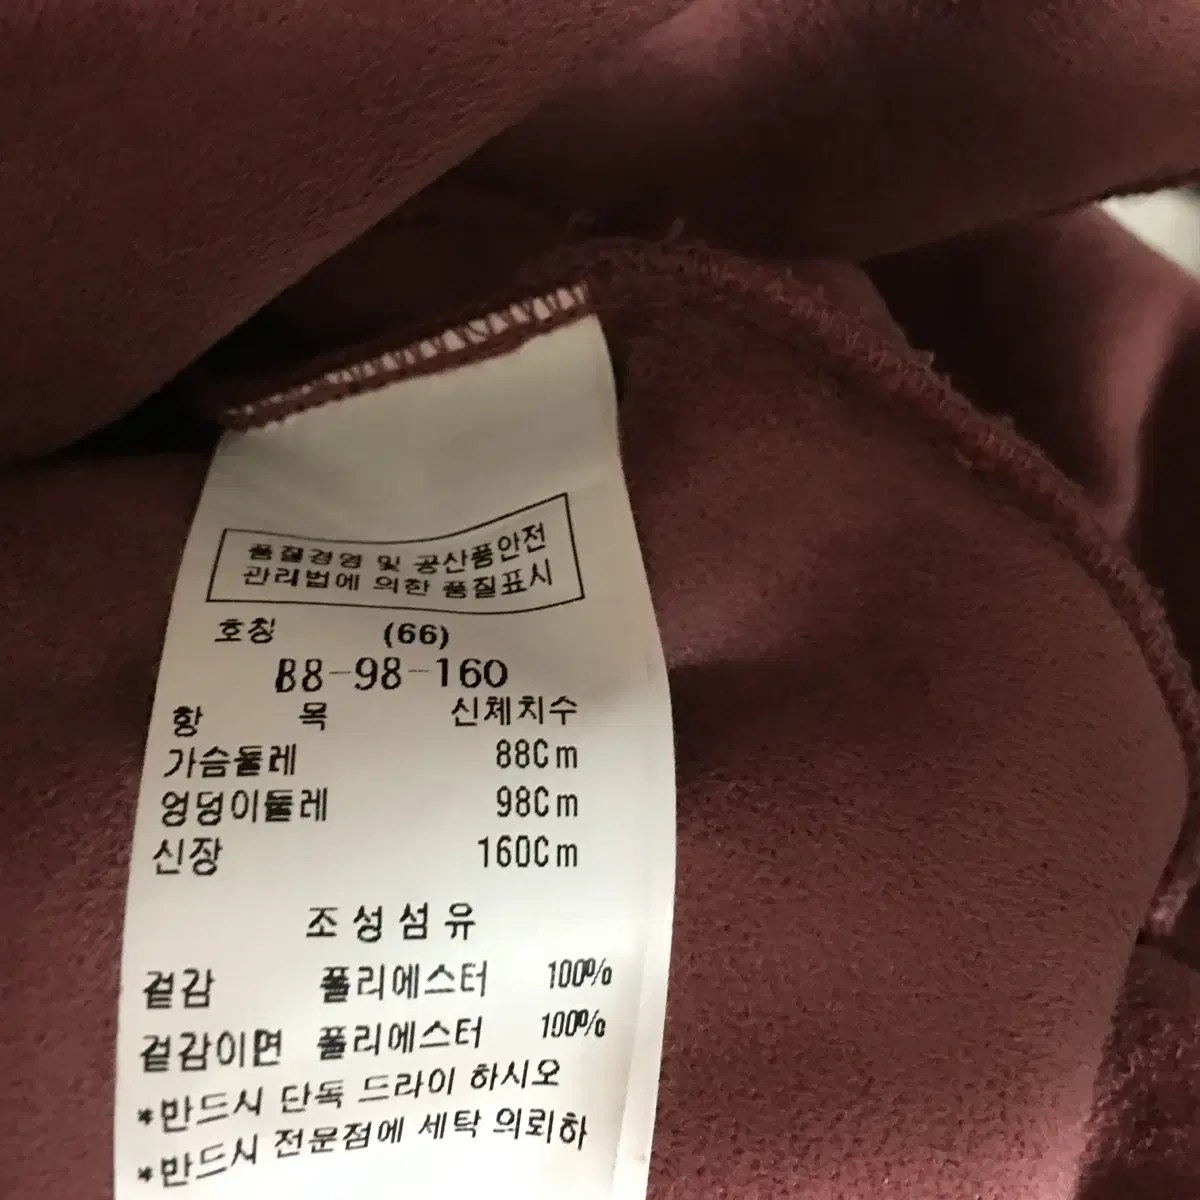 품질경영 및 공산품안전
관리법에 의한 품질표시
호칭 (66)
88-98-160
항 목 신체치수
가슴둘레 88Cm
엉덩이둘레 98Cm
신장 160Cm
조성섬유
겉감 폴리에스터 100%
겉감이면 폴리에스터 100%
*반드시 단독 드라이 하시오
*반드시 전문점에 세탁 의뢰하